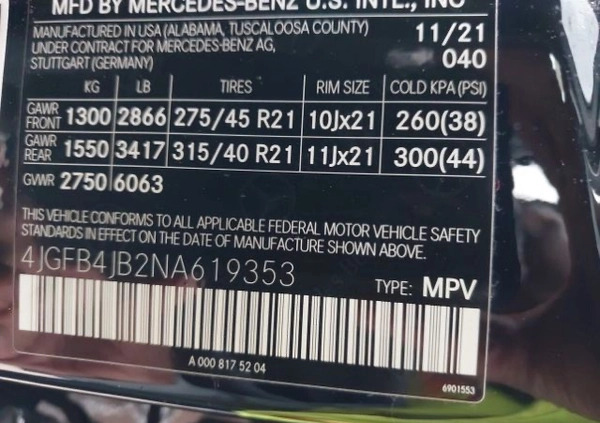 MFD BY MERCEDES-BENZ U.S. INTL., INC
MANUFACTURED IN USA (ALABAMA, TUSCALOOSA COUNTY) 11/21
UNDER CONTRACT FOR MERCEDES-BENZ AG, 040
STUTTGART (GERMANY)
KG LB TIRES RIM SIZE COLD KPA (PSI)
GAWR FRONT 1300 2866 275/45 R21 10Jx21 260(38)
GAWR REAR 1550 3417 315/40 R21 11Jx21 300(44)
GVWR 2750 6063
THIS VEHICLE CONFORMS TO ALL APPLICABLE FEDERAL MOTOR VEHICLE SAFETY
STANDARDS IN EFFECT ON THE DATE OF MANUFACTURE SHOWN ABOVE.
4JGFB4JB2NA619353 TYPE: MPV
A 000 817 52 04
6901553